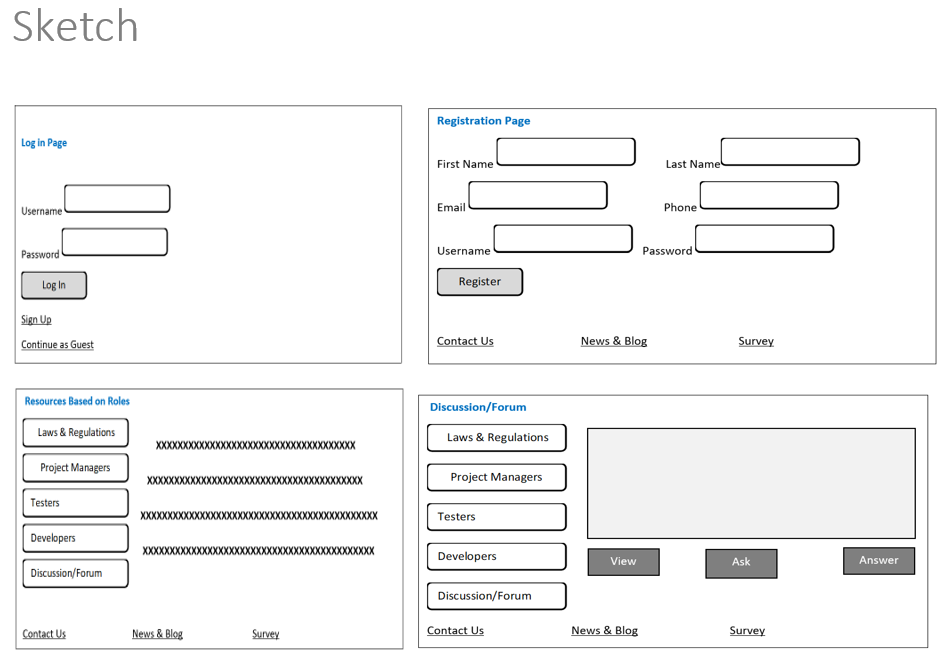 Sketch
Log in Page
Username
Password
Log In
Sign Up
Continue as Guest
Registration Page
First Name
Last Name
Email
Phone
Username
Password
Register
Contact Us
News & Blog
Survey
Resources Based on Roles
Laws & Regulations
XXXXXXXXXXXXXXXXXXXXXXXXXXXXXXXXXXXXX
Project Managers
XXXXXXXXXXXXXXXXXXXXXXXXXXXXXXXXXXXXXXXX
Testers
XXXXXXXXXXXXXXXXXXXXXXXXXXXXXXXXXXXXXXXXXXXX
Developers
XXXXXXXXXXXXXXXXXXXXXXXXXXXXXXXXXXXXXXXXXXX
Discussion/Forum
Contact Us
News & Blog
Survey
Discussion/Forum
Laws & Regulations
Project Managers
Testers
Developers
Discussion/Forum
View
Ask
Answer
Contact Us
News & Blog
Survey